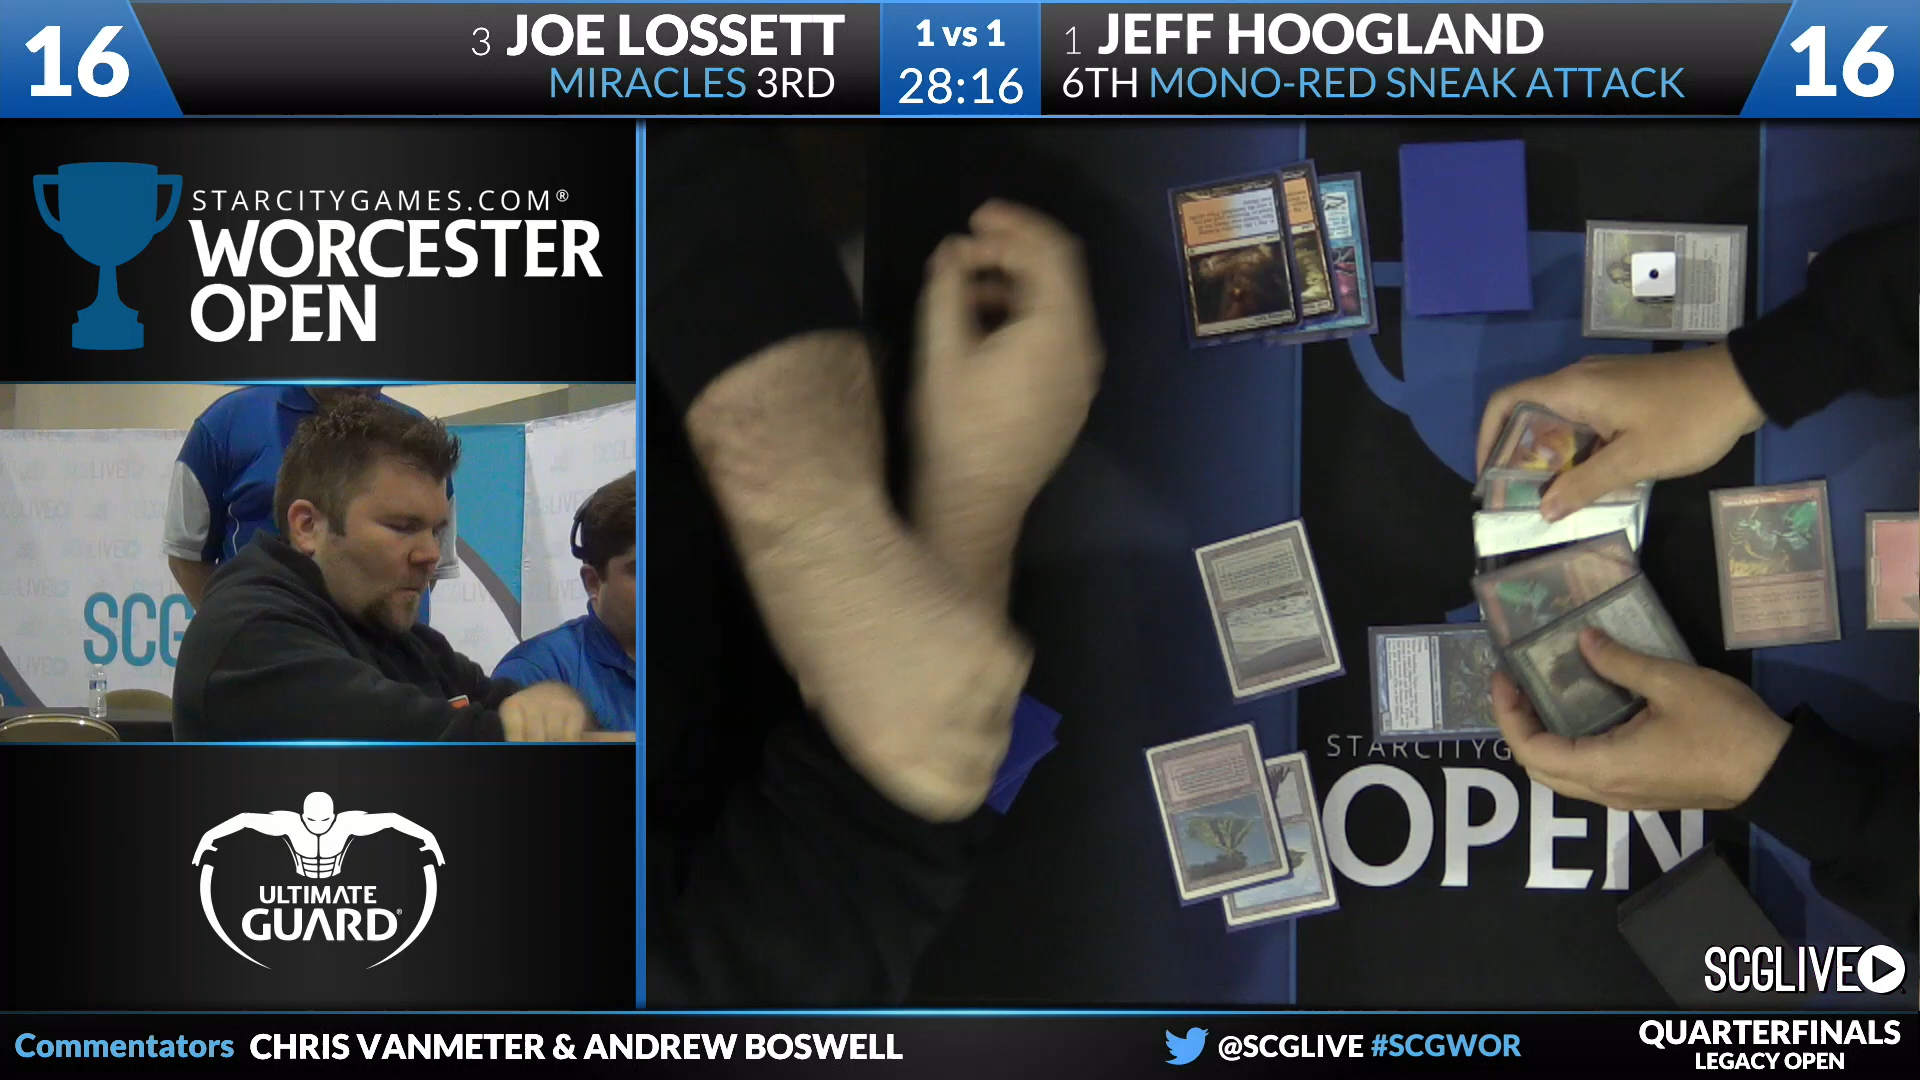 16
3 JOE LOSSETT
MIRACLES 3RD
1 vs 1
28:16
1 JEFF HOOGLAND
6TH MONO-RED SNEAK ATTACK
16
STARCITYGAMES.COM®
WORCESTER
OPEN
SCG
ULTIMATE
GUARD®
STARCITYG
OPEN
SCGLIVE
Commentators CHRIS VANMETER & ANDREW BOSWELL
@SCGLIVE #SCGWOR
QUARTERFINALS
LEGACY OPEN